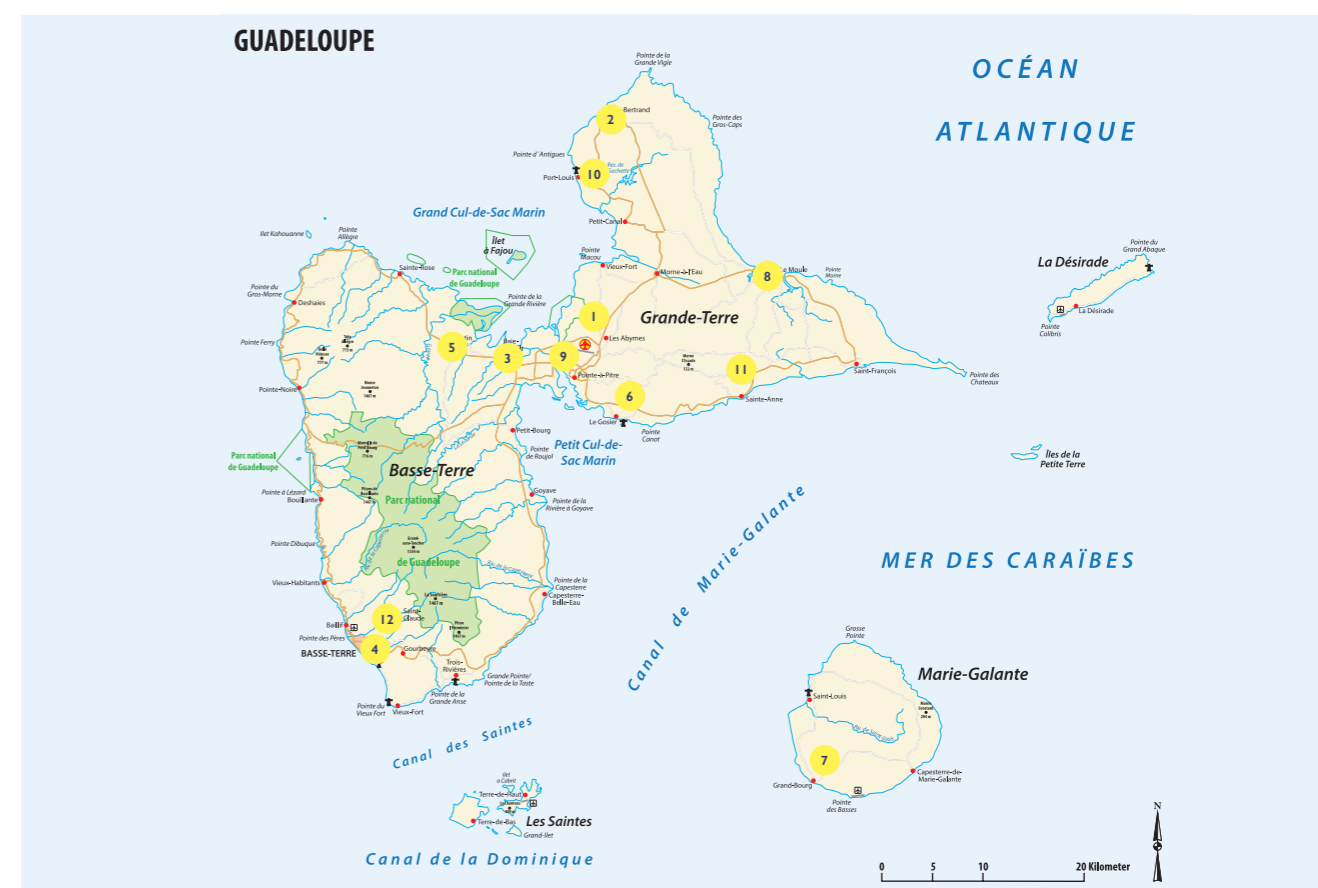 GUADELOUPE
OCÉAN
ATLANTIQUE
Pointe de la
Grande Vigie
2
Bertrand
Pointe des
Gros-Caps
Pointe d´Antigues
Port-Louis
10
Petit-Canal
Grand Cul-de-Sac Marin
Ilet Kahouanne
Pointe
Allègre
Îlet
à Fajou
Pointe
Macou
Vieux-Fort
Morne-à-l'Eau
8
e Moule
Pointe
Morne
Pointe du
Grand Abaque
La Désirade
La Désirade
Pointe
Colibris
Sainte-Rose
Parc national
de Guadeloupe
Pointe de la
Grande Rivière
Pointe du
Gros-Morne
Deshaies
1
Grande-Terre
Les Abymes
Pointe Ferry
5
Baie-
3
9
Pointe-à-Pitre
11
6
Sainte-Anne
Saint-François
Pointe des
Chateaux
Le Gosier
Pointe
Canot
Pointe-Noire
1467 m
Petit-Bourg
Pointe
de Roujol
Petit Cul-de-
Sac Marin
Îles de la
Petite Terre
Parc national
de Guadeloupe
716 m
Basse-Terre
Pointe à Lézard
Bouillante
Parc national
de Guadeloupe
Goyave
Pointe de la
Rivière à Goyave
Canal de Marie-Galante
MER DES CARAÏBES
Pointe Dibuque
Vieux-Habitants
Pointe de la
Capesterre
Capesterre-
Belle-Eau
1467 m
12
Saint-
Claude
Baillif
Pointe des Pères
BASSE-TERRE
4
Gourbeyre
Trois-
Rivières
Grande Pointe/
Pointe de la Taste
Pointe de la
Grande Anse
Pointe du
Vieux Fort
Vieux-Fort
Canal des Saintes
Grosse
Pointe
Marie-Galante
Saint-Louis
7
Grand-Bourg
Capesterre-de-
Marie-Galante
Pointe
des Basses
Ilet
a Cabrit
Terre-de-Haut
Terre-de-Bas
Les Saintes
Grand-Ilet
Canal de la Dominique
N
0 5 10 20 Kilometer